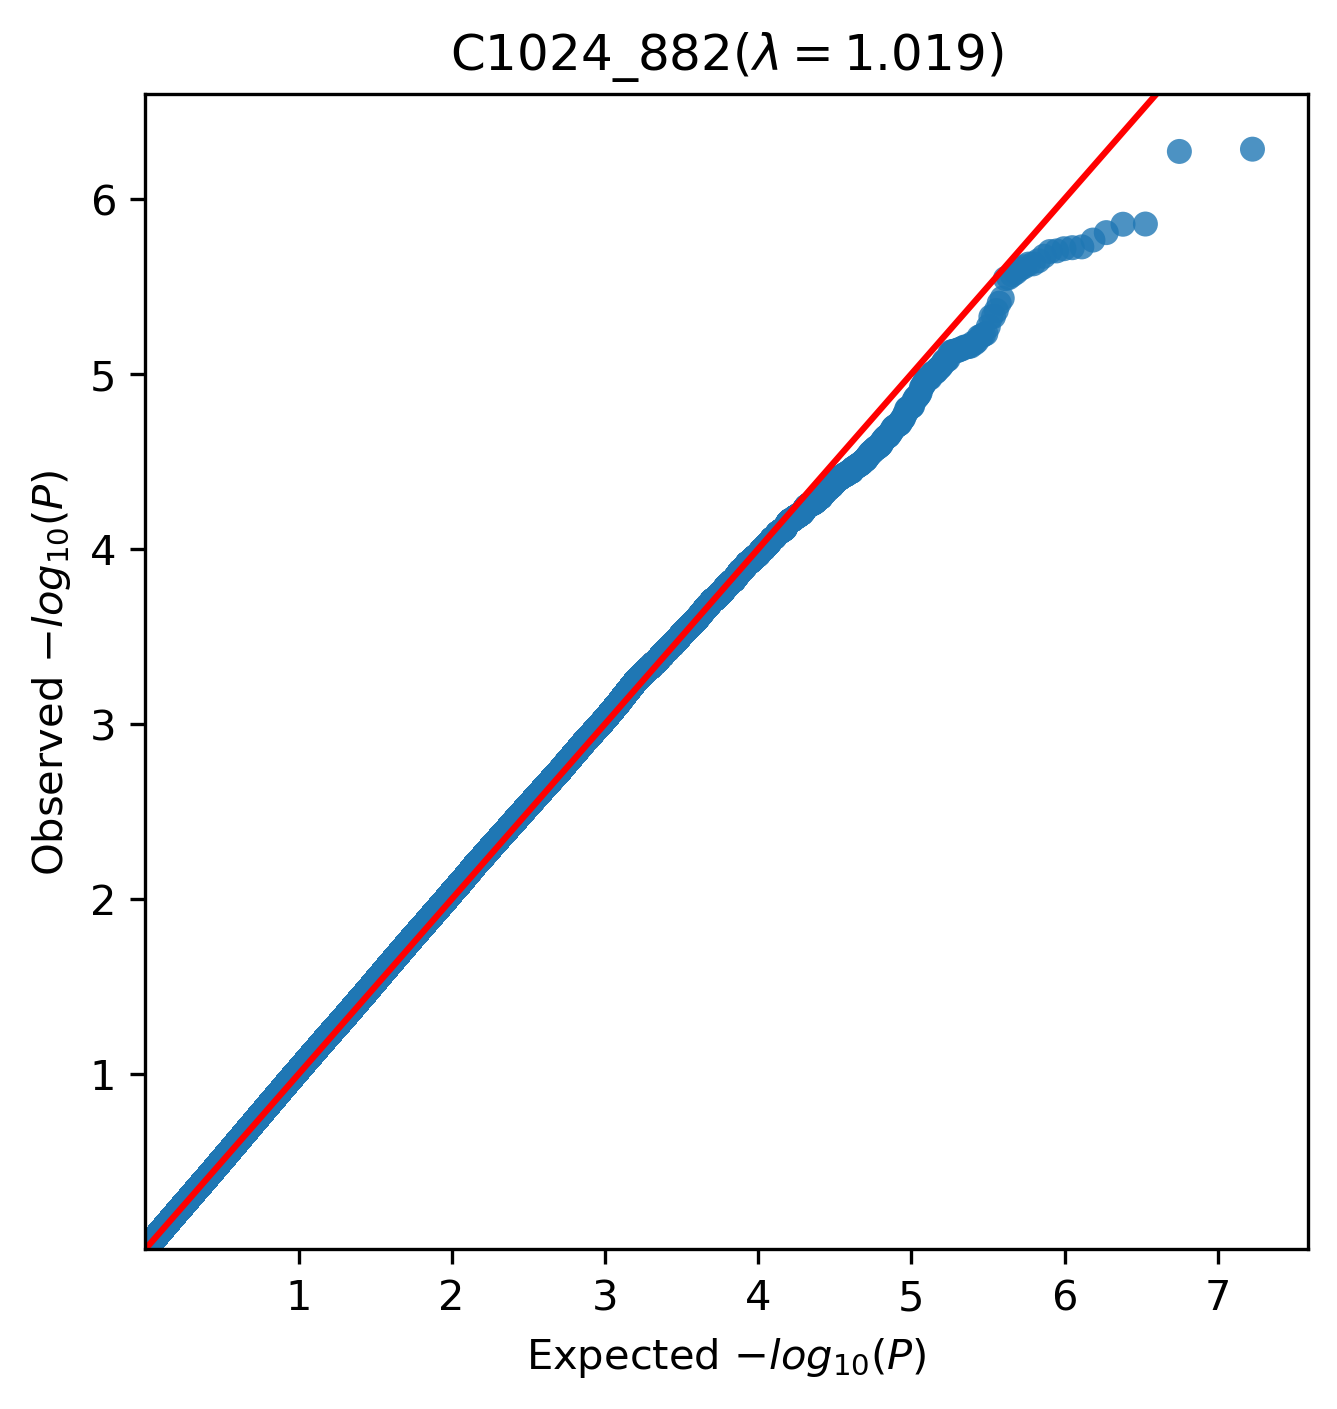 C1024_882(λ = 1.019)
Observed −log₁₀(P)
6
5
4
3
2
1
1 2 3 4 5 6 7
Expected −log₁₀(P)